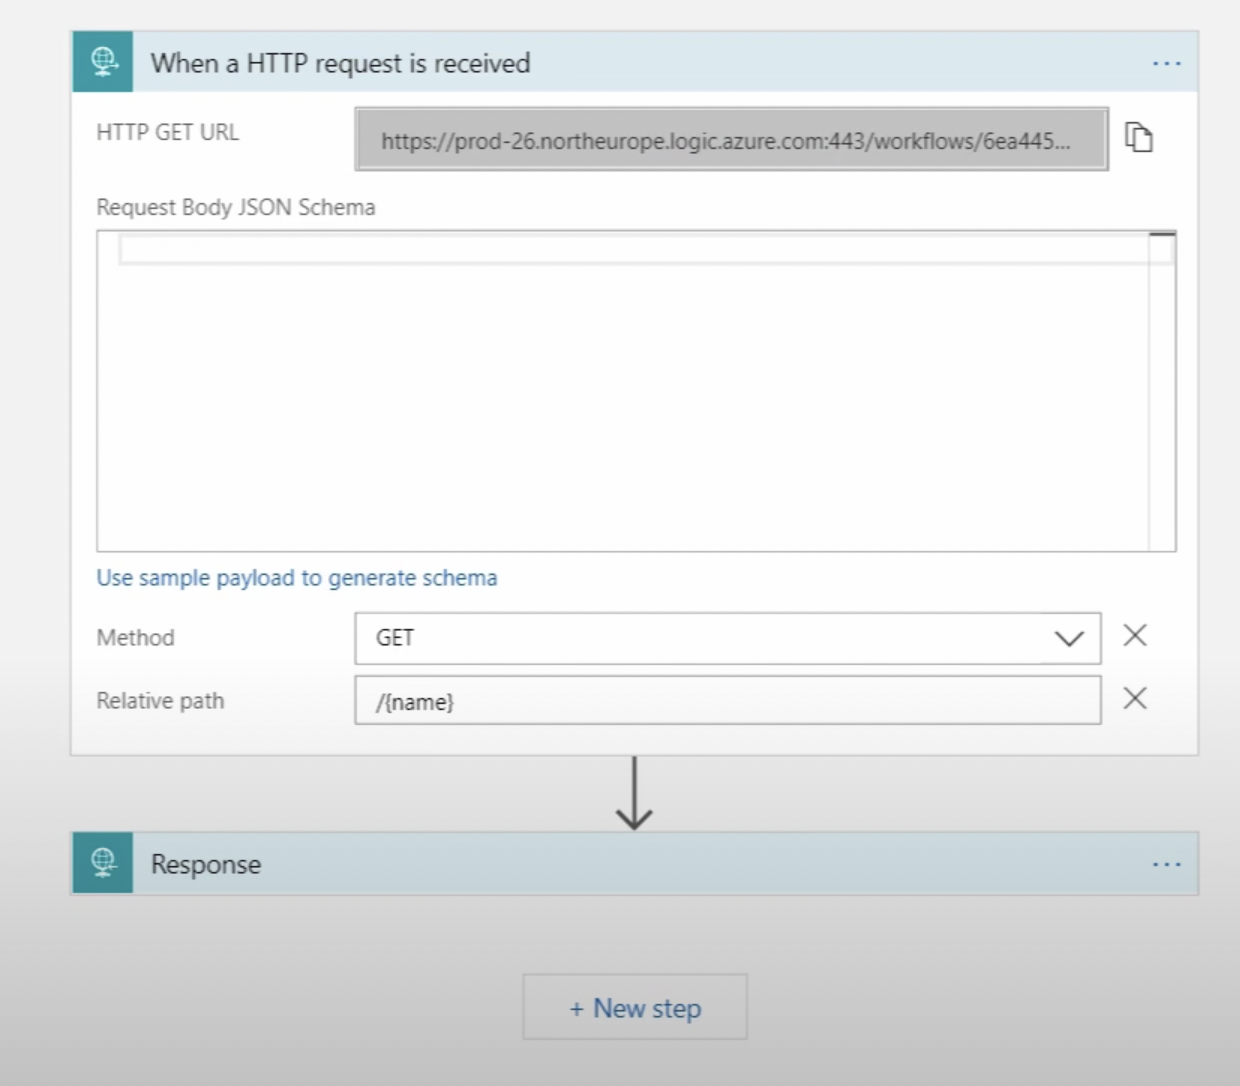 When a HTTP request is received
...
HTTP GET URL
https://prod-26.northeurope.logic.azure.com:443/workflows/6ea445...
Request Body JSON Schema
Use sample payload to generate schema
Method
GET
Relative path
/{name}
Response
...
+ New step